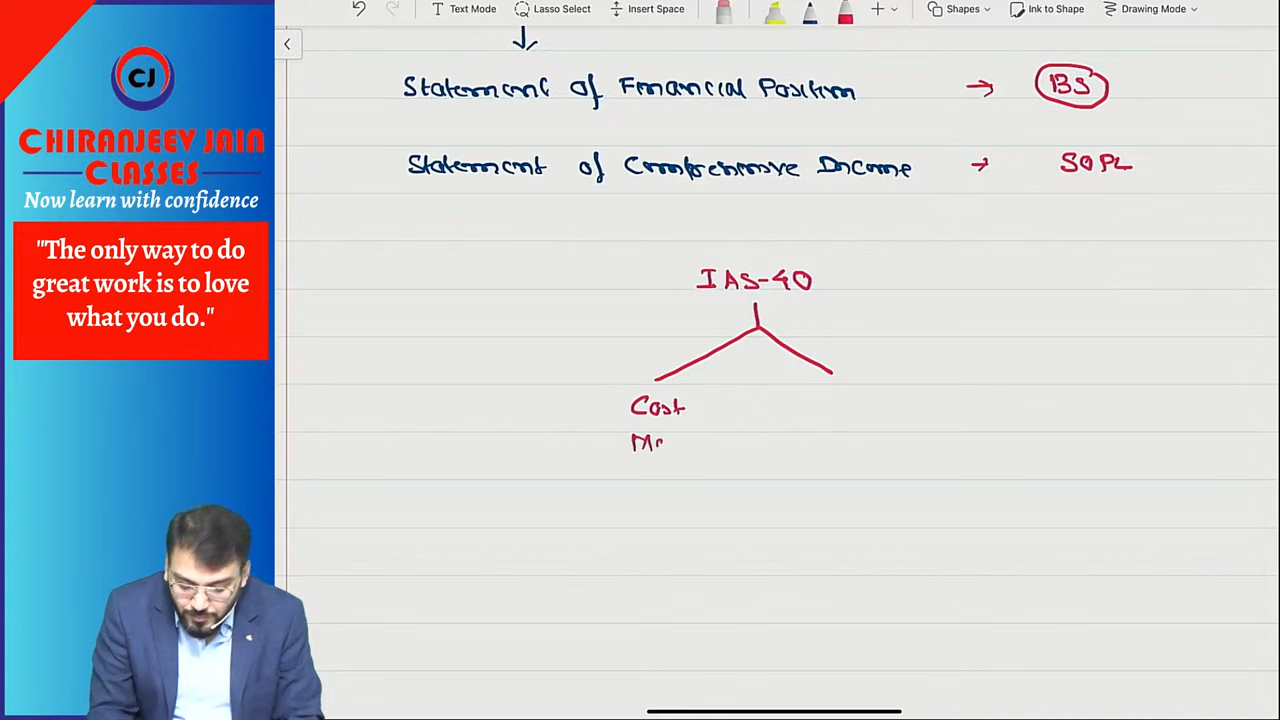 Text Mode Lasso Select Insert Space Shapes Ink to Shape Drawing Mode
CJ
CHIRANJEEV JAIN
CLASSES
Now learn with confidence
"The only way to do
great work is to love
what you do."
Statement of Financial Position → BS
Statement of Comprensive Income → SOPL
IAS-40
Cost